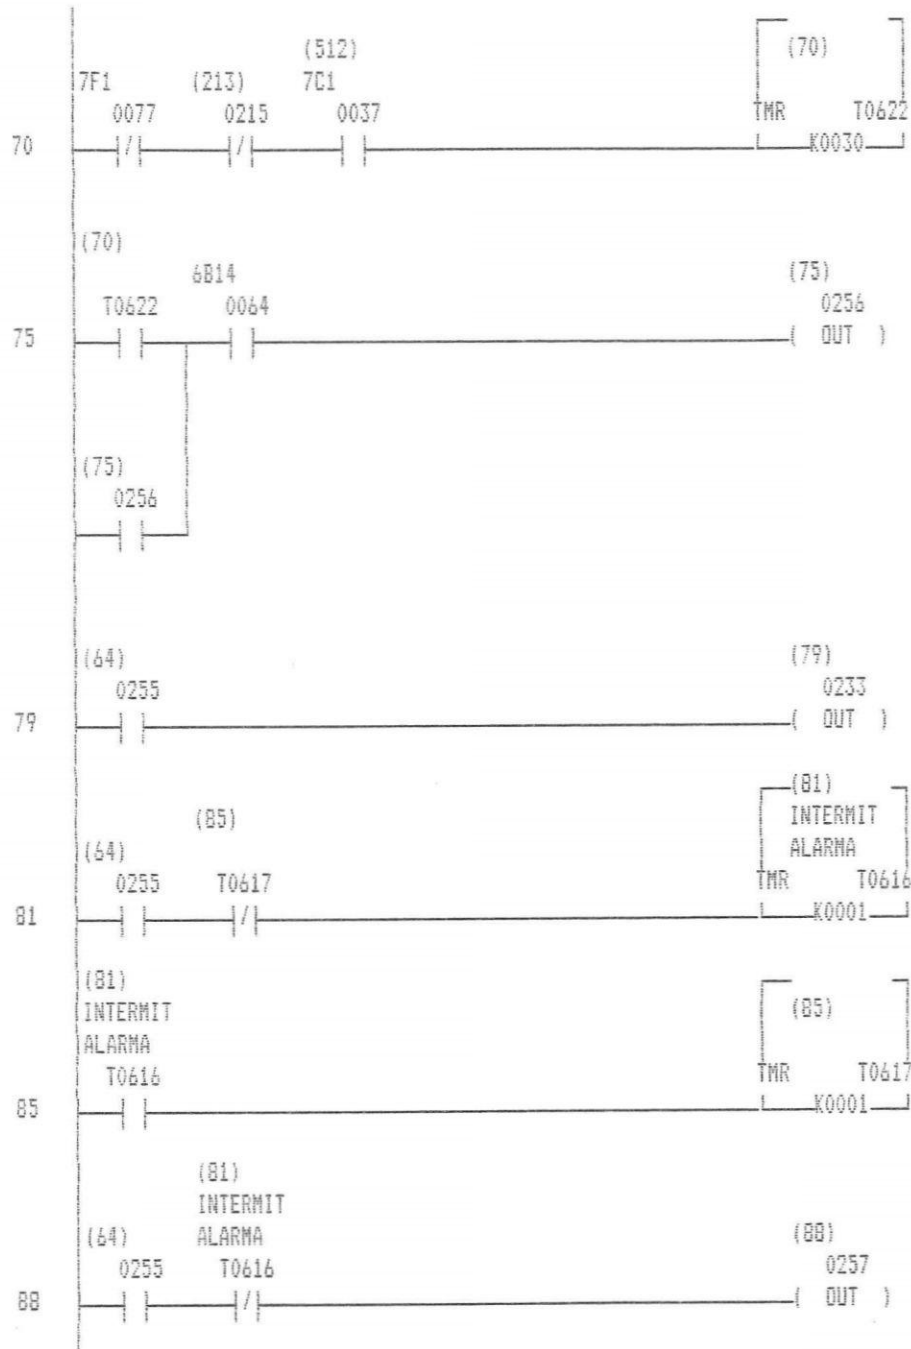 (512) (70)
7F1 (213) 7C1
0077 0215 0037 TMR T0622
70 K0030
(70)
6B14 (75)
T0622 0064 0256
75 ( OUT )
(75)
0256
(64) (79)
0255 0233
79 ( OUT )
(81)
(85) INTERMIT
(64) ALARMA
0255 T0617 TMR T0616
81 K0001
(81)
INTERMIT (85)
ALARMA
T0616 TMR T0617
85 K0001
(81)
INTERMIT
(64) ALARMA (88)
0255 T0616 0257
88 ( OUT )